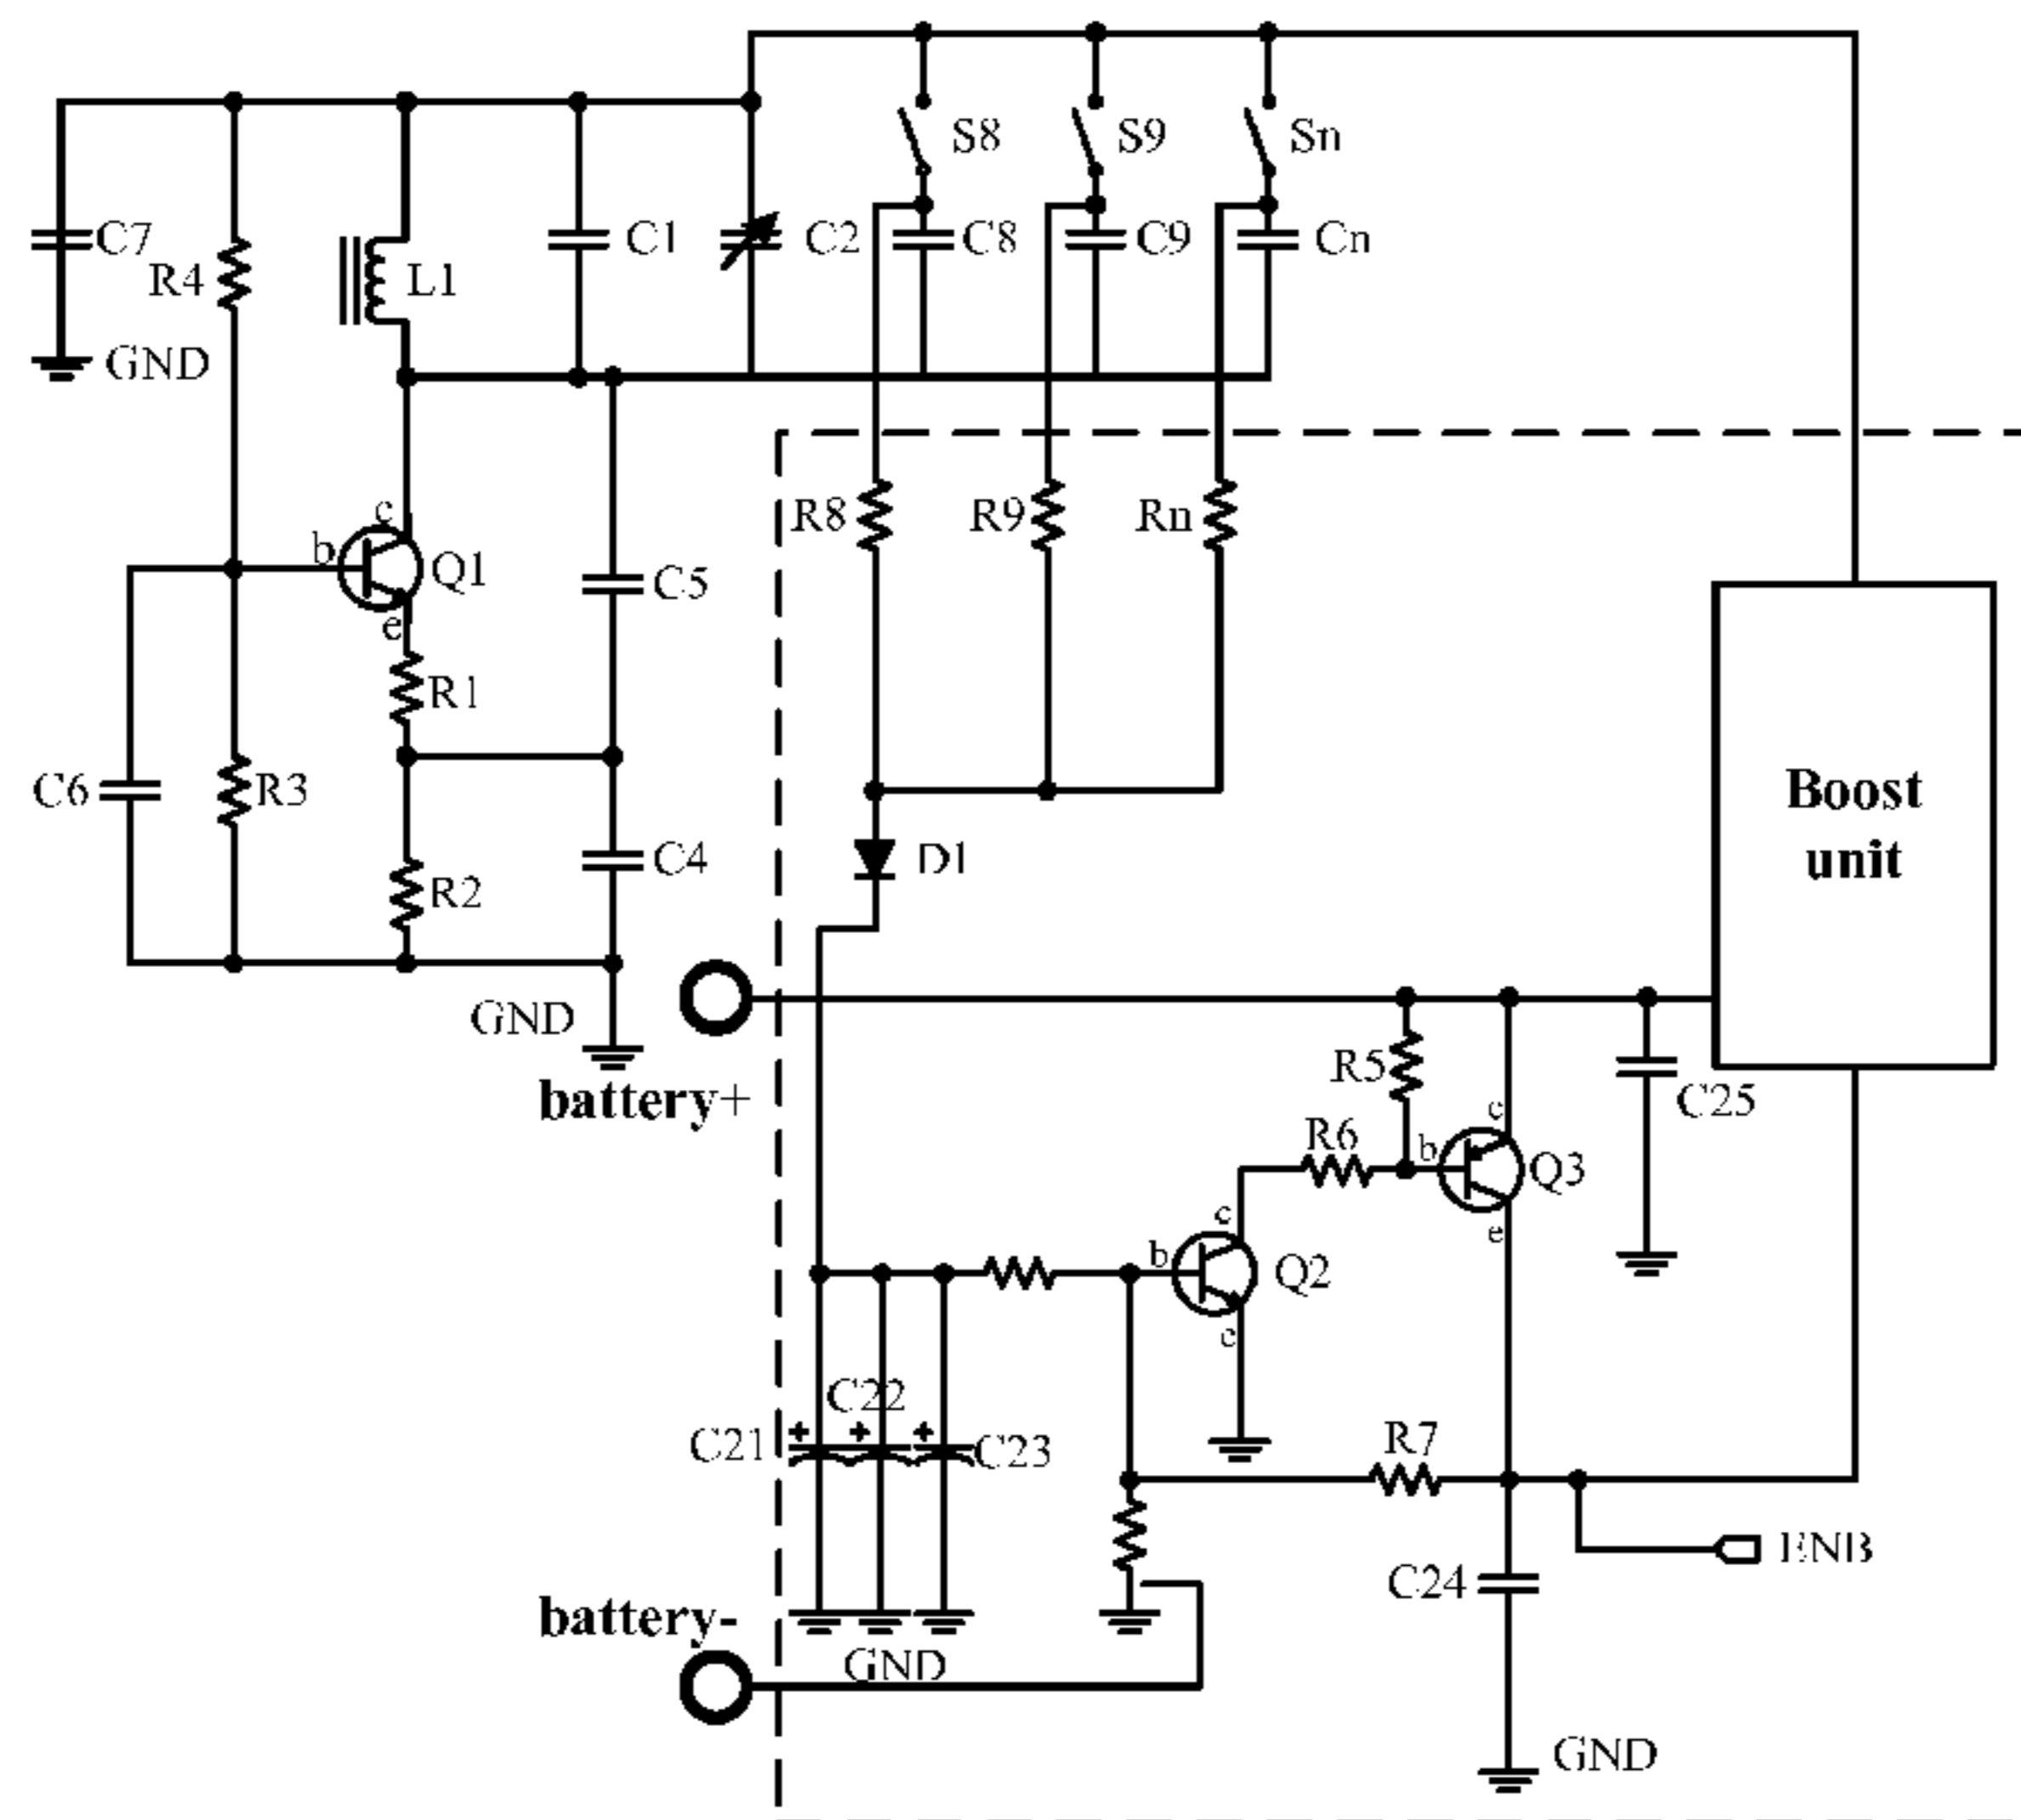 S8
S9
Sn
C7
R4
L1
C1
C2
C8
C9
Cn
GND
R8
R9
Rn
c
b
Q1
e
C5
R1
C6
R3
R2
C4
D1
Boost
unit
GND
battery+
R5
C25
R6
c
b
Q3
e
c
b
Q2
c
C22
C21
+
+
+
C23
R7
ENB
C24
battery-
GND
GND